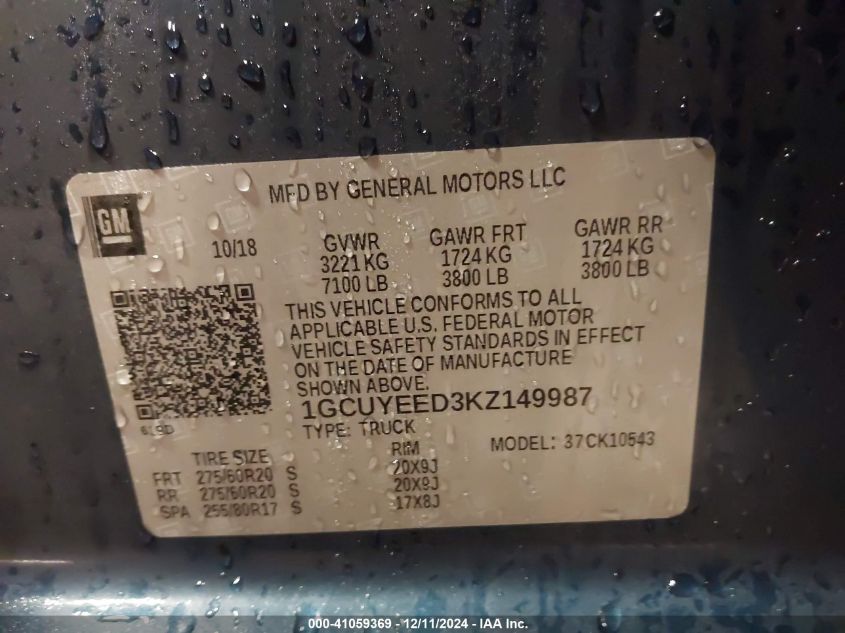 MFD BY GENERAL MOTORS LLC
GM
10/18
GVWR GAWR FRT GAWR RR
3221 KG 1724 KG 1724 KG
7100 LB 3800 LB 3800 LB
THIS VEHICLE CONFORMS TO ALL
APPLICABLE U.S. FEDERAL MOTOR
VEHICLE SAFETY STANDARDS IN EFFECT
ON THE DATE OF MANUFACTURE
SHOWN ABOVE.
1GCUYEED3KZ149987
TYPE: TRUCK
MODEL: 37CK10543
TIRE SIZE RIM
FRT 275/60R20 S 20X9J
RR 275/60R20 S 20X9J
SPA 255/80R17 S 17X8J
000-41059369 - 12/11/2024 - IAA Inc.